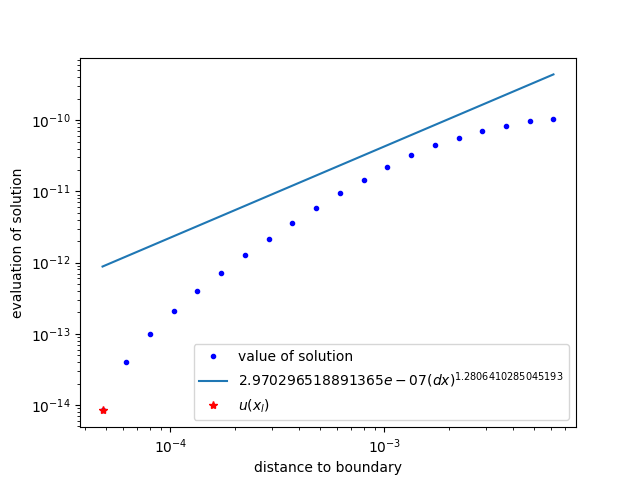 evaluation of solution
10^{-10}
10^{-11}
10^{-12}
10^{-13}
10^{-14}
value of solution
2.970296518891365e − 07(dx)^{1.2806410285045193}
u(x_l)
10^{-4}
10^{-3}
distance to boundary